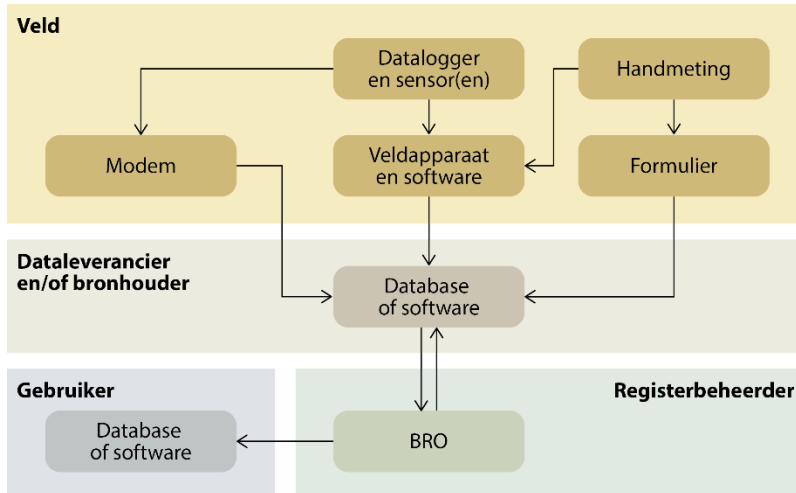 Veld
Datalogger
en sensor(en)
Handmeting
Modem
Veldapparaat
en software
Formulier
Dataleverancier
en/of bronhouder
Database
of software
Gebruiker
Registerbeheerder
Database
of software
BRO